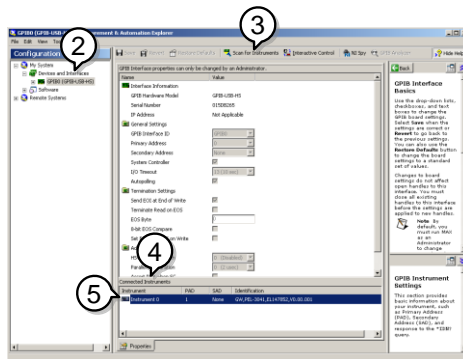 GPIB0 (GPIB-USB-HS)
& Automation Explorer
File Edit View Tools
Configuration
My System
Devices and Interfaces
GPIB0 (GPIB-USB-HS)
Software
Remote Systems
Save
Revert
Restore Defaults
Scan for Instruments
Interactive Control
NI Spy
GPIB Analyzer
Hide Help
GPIB Interface properties can only be changed by an Administrator.
Name Value
Interface Information
GPIB Hardware Model GPIB-USB-HS
Serial Number 015D8265
IP Address Not Applicable
General Settings
GPIB Interface ID GPIB0
Primary Address 0
Secondary Address None
System Controller
I/O Timeout
Autopolling
Termination Settings
Send EOI at End of Write
Terminate Read on EOS
EOS Byte 0
8-bit EOS Compare
Connected Instruments
Instrument PAD SAD Identification
Instrument 0 1 None GW,PEL-3041,EL147852,V0.00.001
Properties
Back
GPIB Interface
Basics
Use the drop-down lists,
checkboxes, and text
boxes to change the
GPIB board settings.
Select Save when the
settings are correct or
Revert to go back to
the previous settings.
You can also use the
Restore Defaults button
to change the board
settings to a standard
set of values.
Changes to board
settings do not affect
open handles to this
interface. You must
close all existing
handles to this interface
before the settings are
applied to new handles.
Note By
default, you
must run MAX
as an
Administrator
to change
GPIB Instrument
Settings
This section provides
basic information about
your instrument, such
as Primary Address
(PAD), Secondary
Address (SAD), and
response to the *IDN?
query.
2
3
4
5